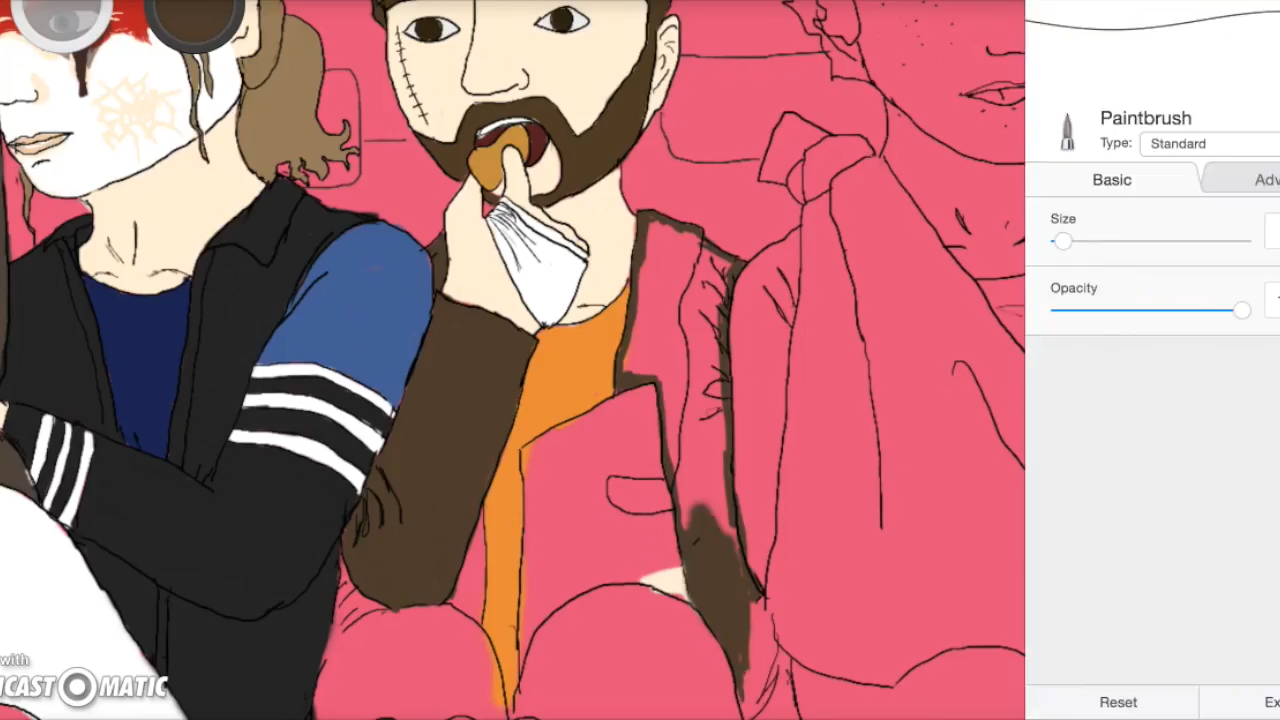 Paintbrush
Type: Standard
Basic
Adv
Size
Opacity
Reset
Ex
with
CAST O MATIC